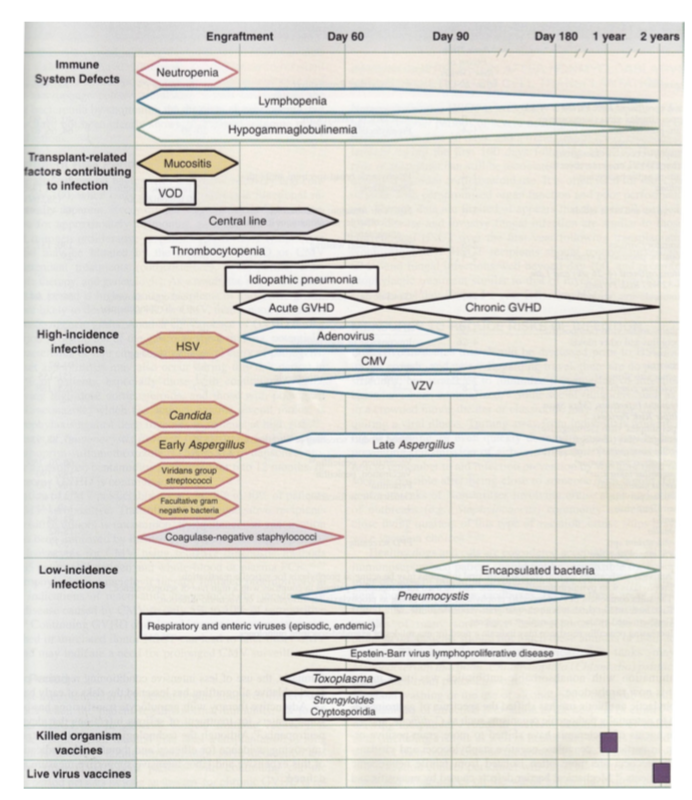 Engraftment Day 60 Day 90 Day 180 1 year 2 years
Immune
System Defects
Neutropenia
Lymphopenia
Hypogammaglobulinemia
Transplant-related
factors contributing
to infection
Mucositis
VOD
Central line
Thrombocytopenia
Idiopathic pneumonia
Acute GVHD Chronic GVHD
High-incidence
infections
HSV
Adenovirus
CMV
VZV
Candida
Early Aspergillus Late Aspergillus
Viridans group
streptococci
Facultative gram
negative bacteria
Coagulase-negative staphylococci
Low-incidence
infections
Encapsulated bacteria
Pneumocystis
Respiratory and enteric viruses (episodic, endemic)
Epstein-Barr virus lymphoproliferative disease
Toxoplasma
Strongyloides
Cryptosporidia
Killed organism
vaccines
Live virus vaccines